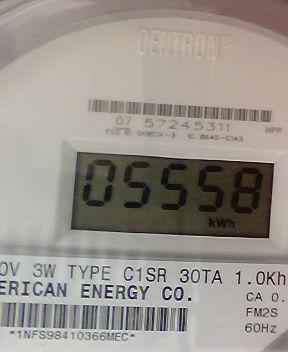 CENTRON®
07 57245311
HPP
05558
kWh
0V 3W TYPE C1SR 30TA 1.0Kh
ERICAN ENERGY CO.
CA 0.
FM2S
60Hz
*1NFS98410366MEC*